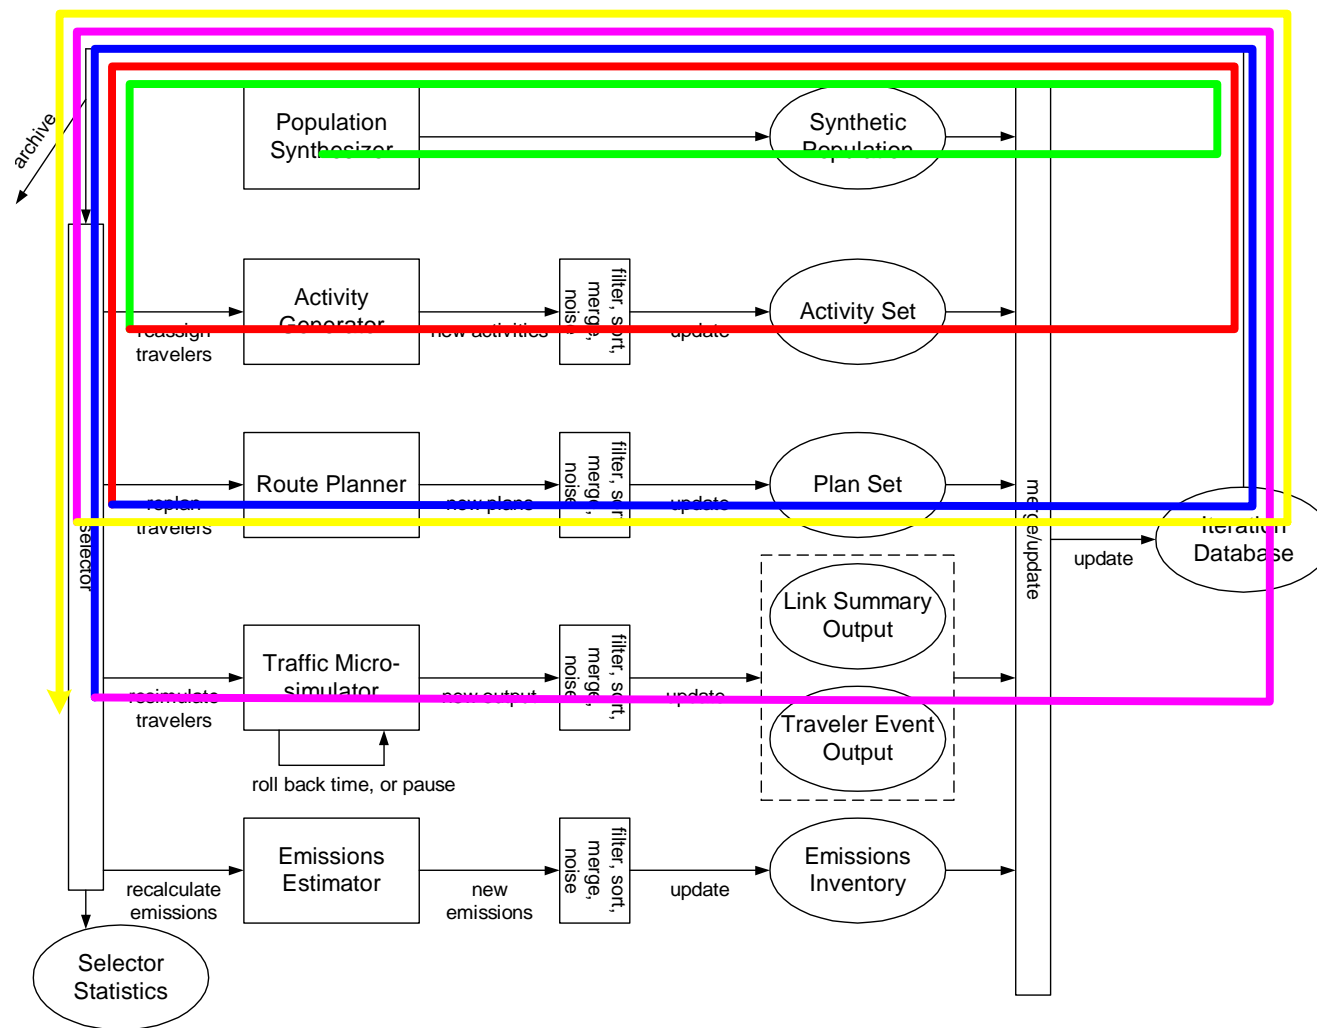 archive
Population
Synthesizer
Synthetic
Population
reassign
travelers
Activity
Generator
new activities
filter, sort,
merge,
noise
update
Activity Set
replan
travelers
Route Planner
new plans
filter, sort,
merge,
noise
update
Plan Set
selector
merge/update
update
Iteration
Database
Link Summary
Output
resimulate
travelers
Traffic Micro-
simulator
new output
filter, sort,
merge,
noise
update
Traveler Event
Output
roll back time, or pause
recalculate
emissions
Emissions
Estimator
new
emissions
filter, sort,
merge,
noise
update
Emissions
Inventory
Selector
Statistics